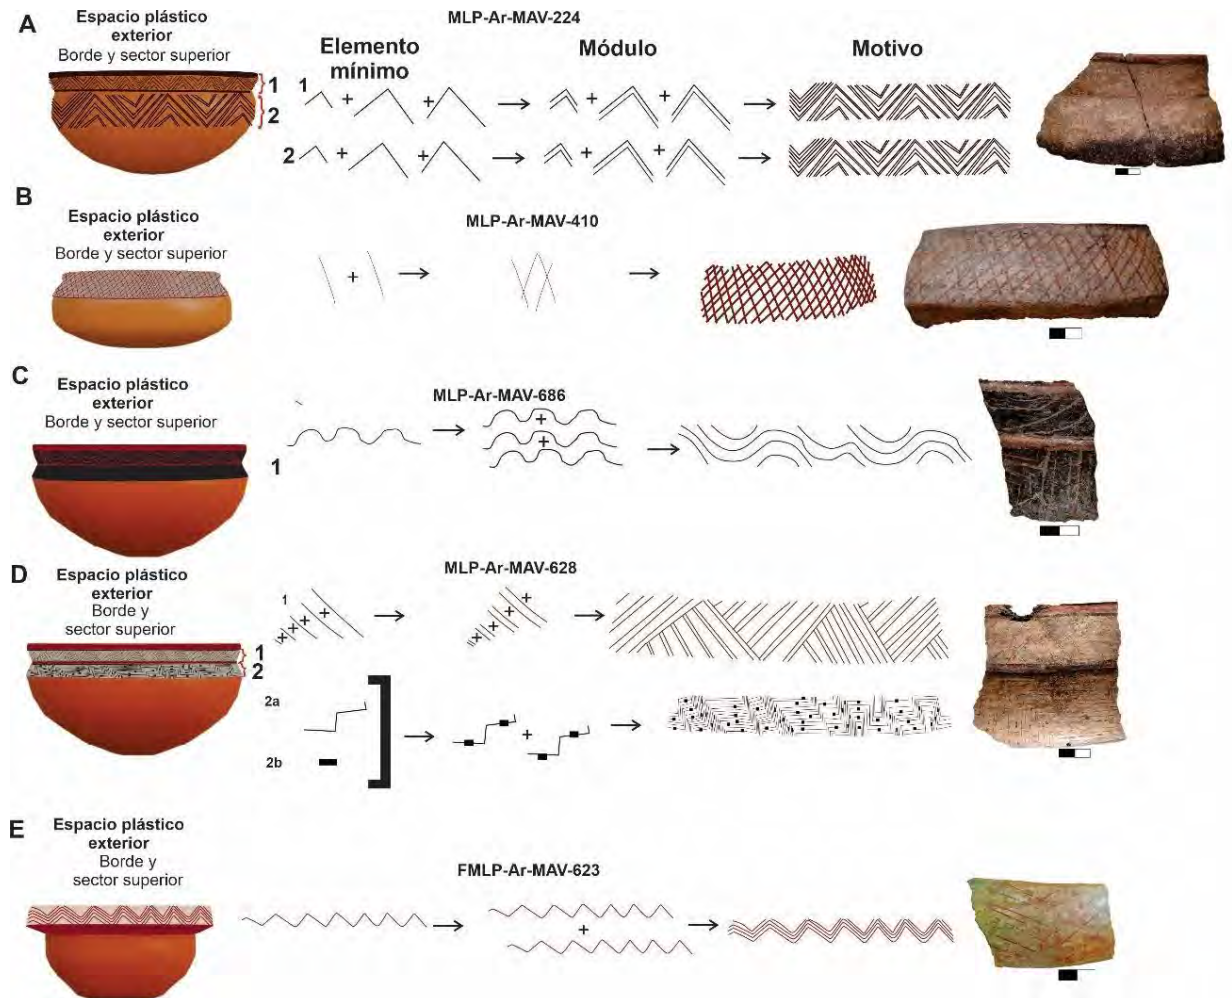 A
Espacio plástico
exterior
Borde y sector superior
1
2
MLP-Ar-MAV-224
Elemento
mínimo
Módulo
Motivo
1
2
B
Espacio plástico
exterior
Borde y sector superior
MLP-Ar-MAV-410
C
Espacio plástico
exterior
Borde y sector superior
MLP-Ar-MAV-686
1
D
Espacio plástico
exterior
Borde y
sector superior
1
2
MLP-Ar-MAV-628
1
2a
2b
E
Espacio plástico
exterior
Borde y
sector superior
FMLP-Ar-MAV-623